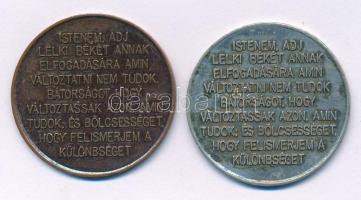 ISTENEM, ADJ
LELKI BÉKÉT ANNAK
ELFOGADÁSÁRA AMIN
VÁLTOZTATNI NEM TUDOK.
BÁTORSÁGOT, HOGY
VÁLTOZTASSAK AZON, AMIN
TUDOK, ÉS BÖLCSESSÉGET,
HOGY FELISMERJEM A
KÜLÖNBSÉGET
ISTENEM, ADJ
LELKI BÉKÉT ANNAK
ELFOGADÁSÁRA AMIN
VÁLTOZTATNI NEM TUDOK.
BÁTORSÁGOT, HOGY
VÁLTOZTASSAK AZON, AMIN
TUDOK, ÉS BÖLCSESSÉGET,
HOGY FELISMERJEM A
KÜLÖNBSÉGET